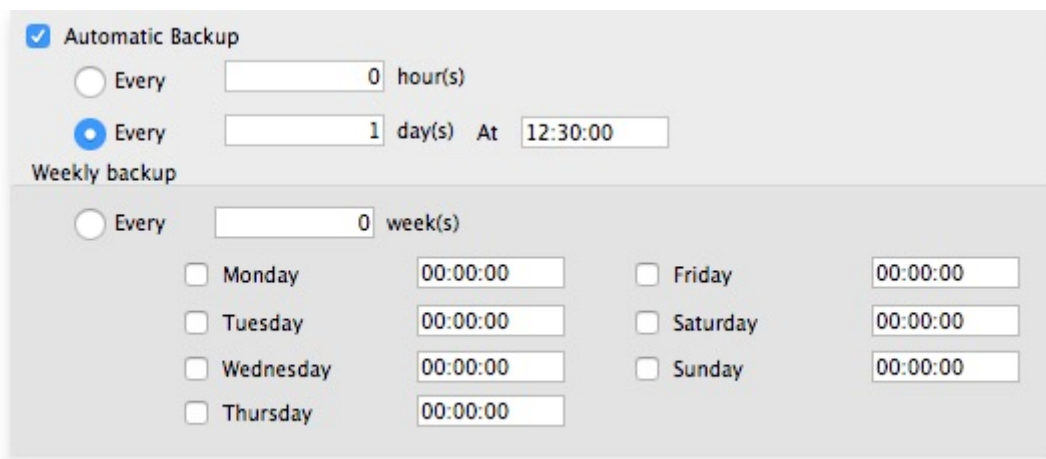 Automatic Backup
Every 0 hour(s)
Every 1 day(s) At 12:30:00
Weekly backup
Every 0 week(s)
Monday 00:00:00 Friday 00:00:00
Tuesday 00:00:00 Saturday 00:00:00
Wednesday 00:00:00 Sunday 00:00:00
Thursday 00:00:00